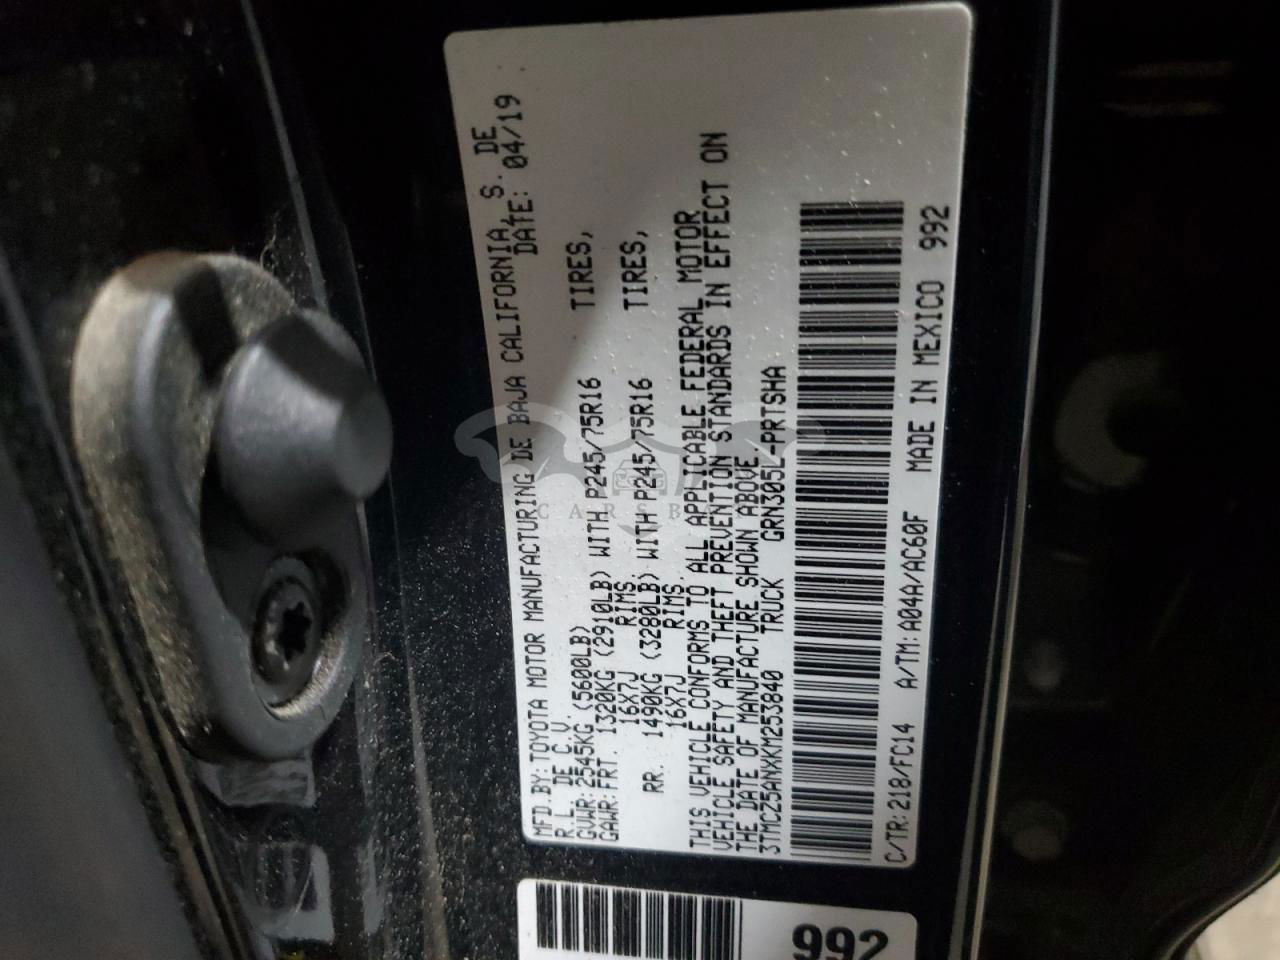 MFD.BY:TOYOTA MOTOR MANUFACTURING DE BAJA CALIFORNIA, S. DE
R.L. DE C.V. DATE: 04/19
GVWR:2545KG (5600LB)
GAWR:FRT 1320KG (2910LB) WITH P245/75R16 TIRES,
16X7J RIMS.
RR. 1490KG (3280LB) WITH P245/75R16 TIRES,
16X7J RIMS.
THIS VEHICLE CONFORMS TO ALL APPLICABLE FEDERAL MOTOR
VEHICLE SAFETY AND THEFT PREVENTION STANDARDS IN EFFECT ON
THE DATE OF MANUFACTURE SHOWN ABOVE.
3TMCZ5ANXKM253840 TRUCK GRN305L-PRTSHA
C/TR:218/FC14 A/TM:A04A/AC60F MADE IN MEXICO 992
992